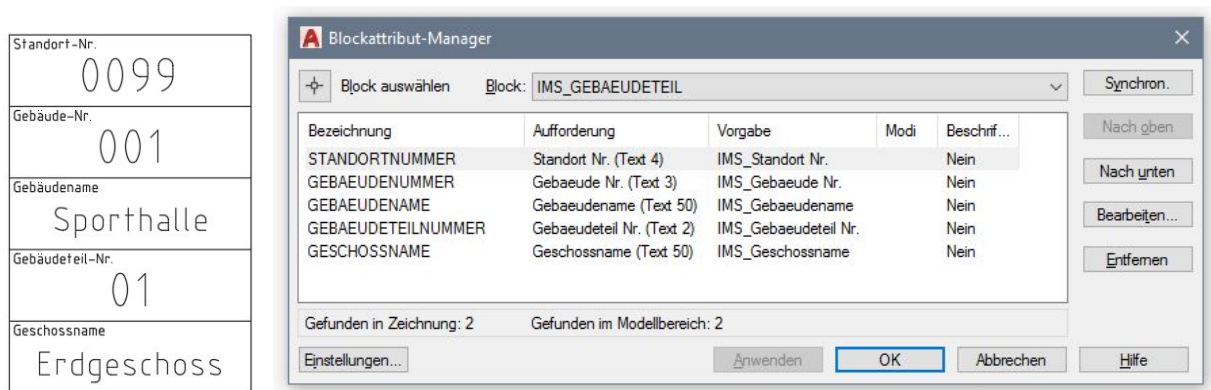 Standort-Nr.
0099
Gebäude-Nr.
001
Gebäudename
Sporthalle
Gebäudeteil-Nr.
01
Geschossname
Erdgeschoss
A Blockattribut-Manager
Block auswählen Block: IMS_GEBAEUDETEIL Synchron.
Bezeichnung Aufforderung Vorgabe Modi Beschrif...
STANDORTNUMMER Standort Nr. (Text 4) IMS_Standort Nr. Nein
GEBAEUDENUMMER Gebaeude Nr. (Text 3) IMS_Gebaeude Nr. Nein
GEBAEUDENAME Gebaeudename (Text 50) IMS_Gebaeudename Nein
GEBAEUDETEILNUMMER Gebaeudeteil Nr. (Text 2) IMS_Gebaeudeteil Nr. Nein
GESCHOSSNAME Geschossname (Text 50) IMS_Geschossname Nein
Nach oben
Nach unten
Bearbeiten...
Entfernen
Gefunden in Zeichnung: 2 Gefunden im Modellbereich: 2
Einstellungen... Anwenden OK Abbrechen Hilfe